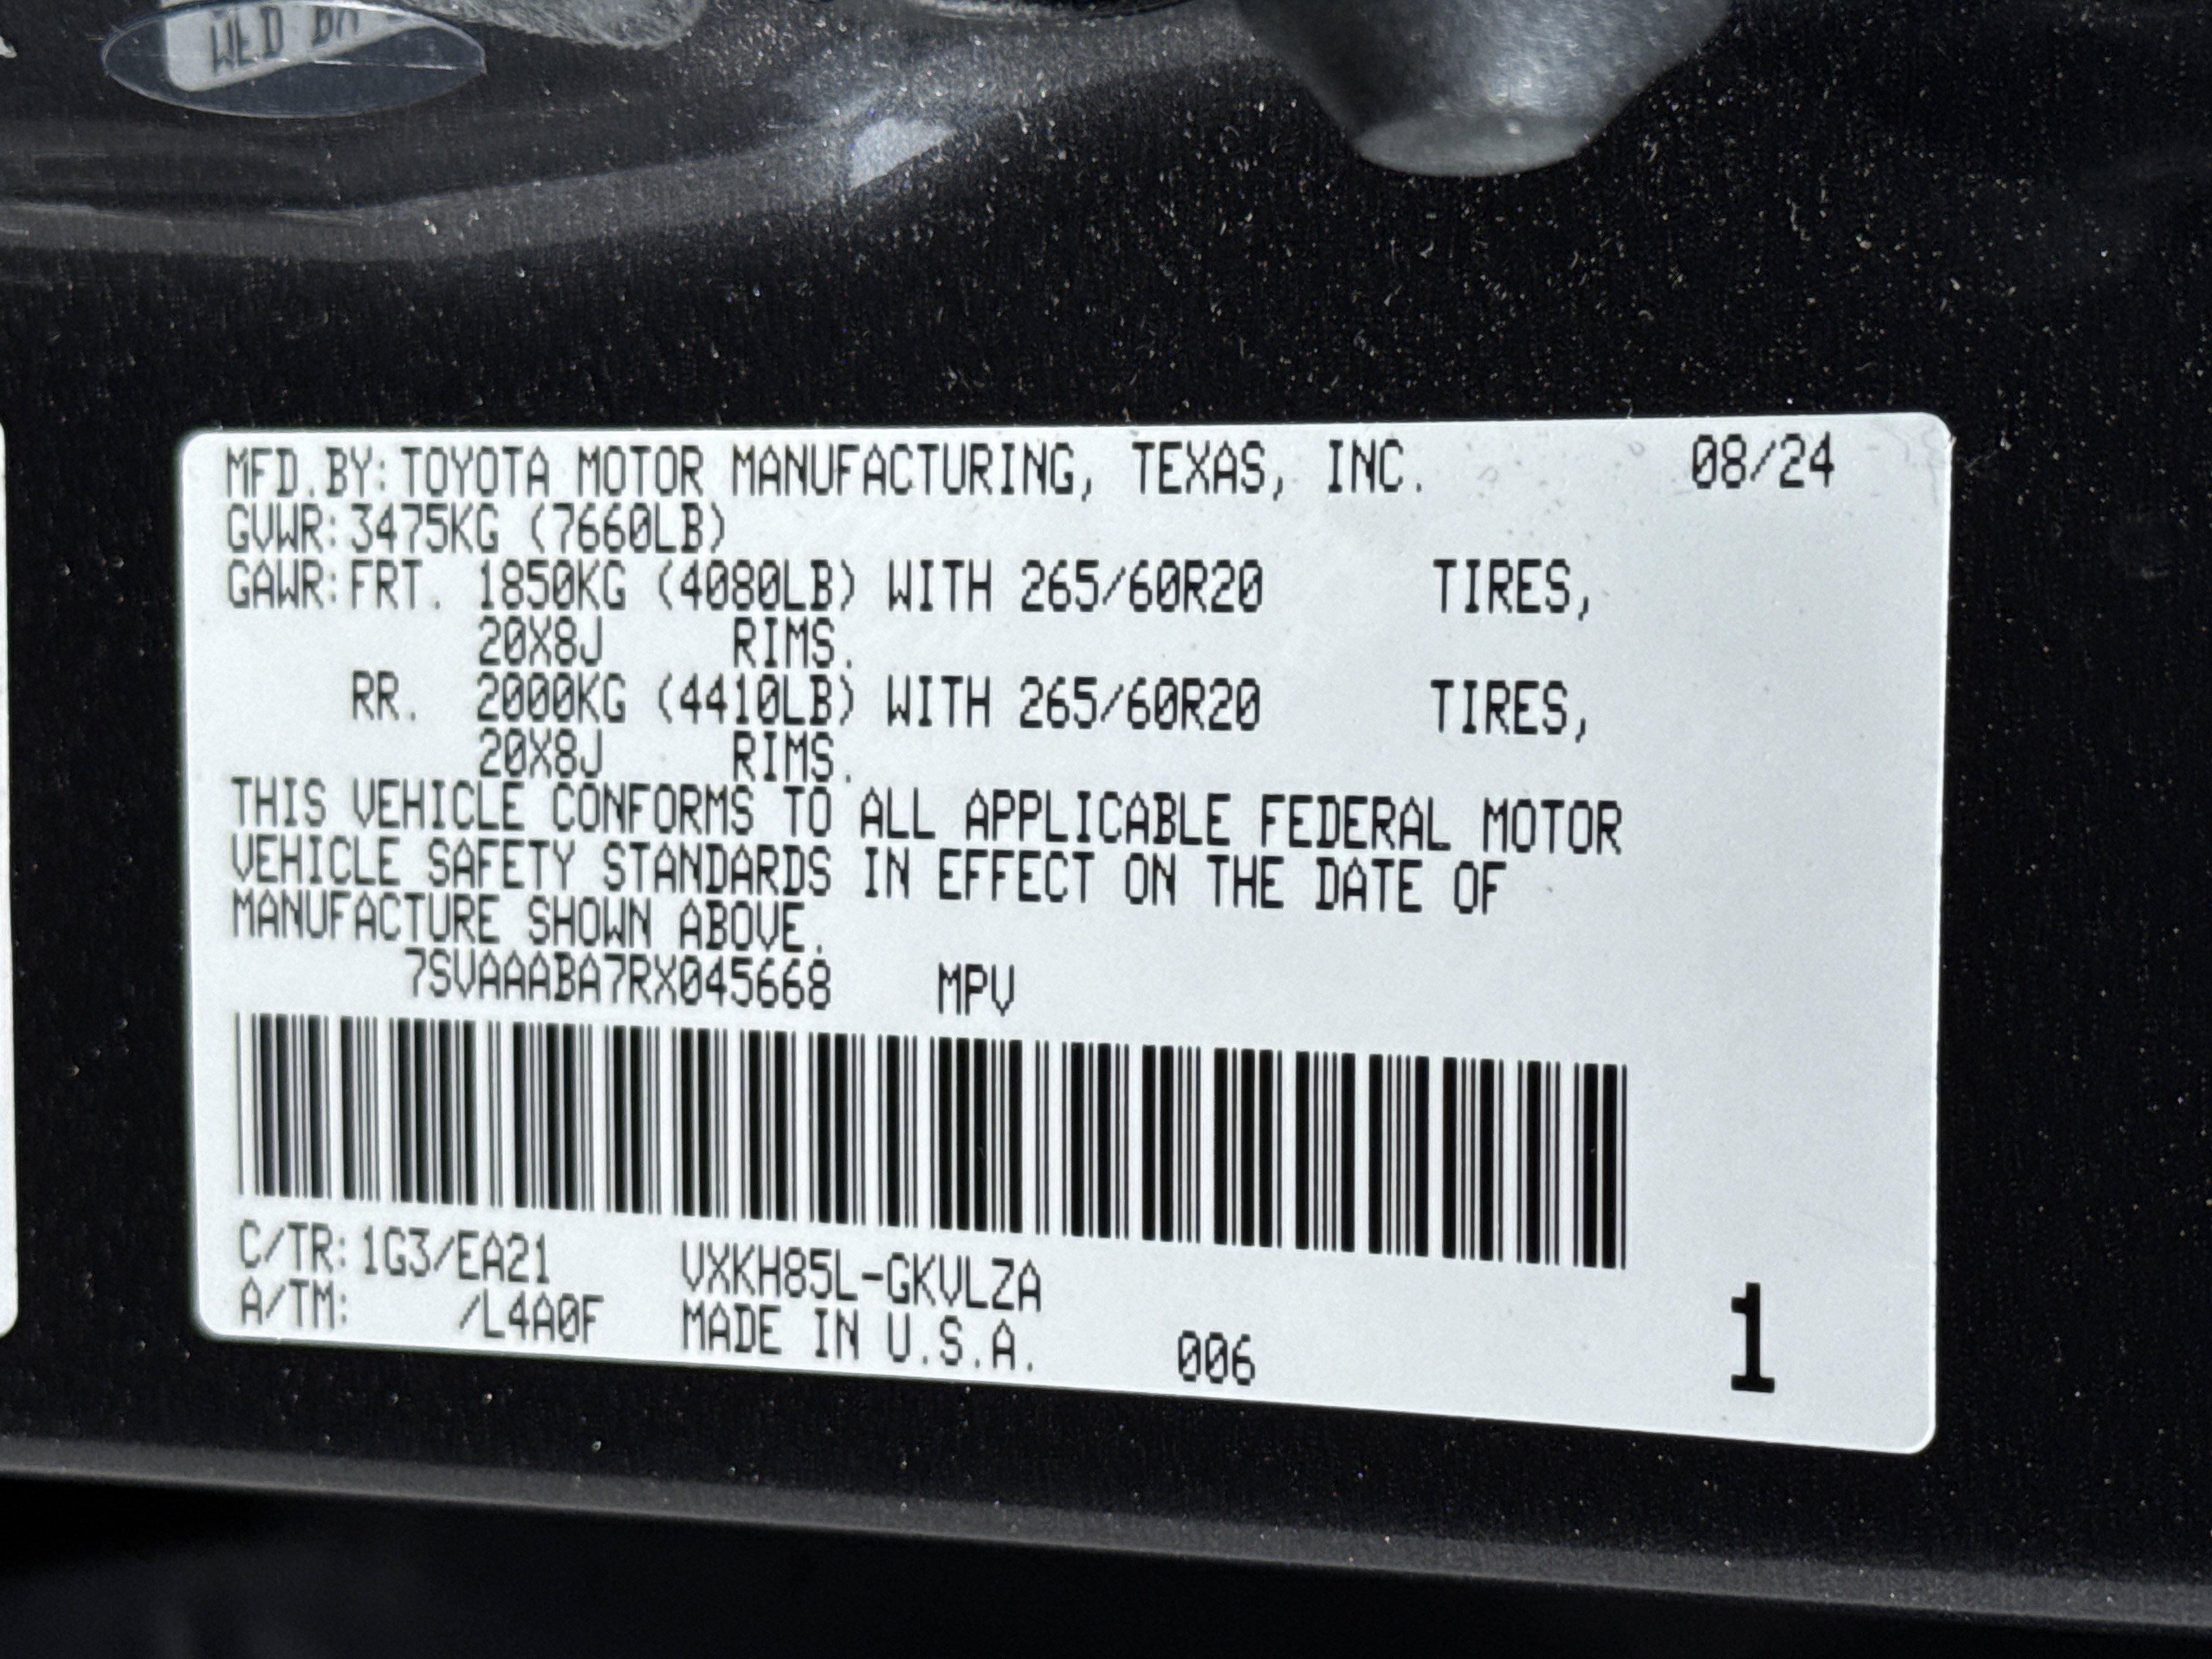 WED
MFD.BY:TOYOTA MOTOR MANUFACTURING, TEXAS, INC. 08/24
GVWR:3475KG (7660LB)
GAWR:FRT. 1850KG (4080LB) WITH 265/60R20 TIRES,
20X8J RIMS.
RR. 2000KG (4410LB) WITH 265/60R20 TIRES,
20X8J RIMS.
THIS VEHICLE CONFORMS TO ALL APPLICABLE FEDERAL MOTOR
VEHICLE SAFETY STANDARDS IN EFFECT ON THE DATE OF
MANUFACTURE SHOWN ABOVE.
7SVAAABA7RX045668 MPV
C/TR:1G3/EA21 VXKH85L-GKVLZA
A/TM: /L4A0F MADE IN U.S.A. 006 1